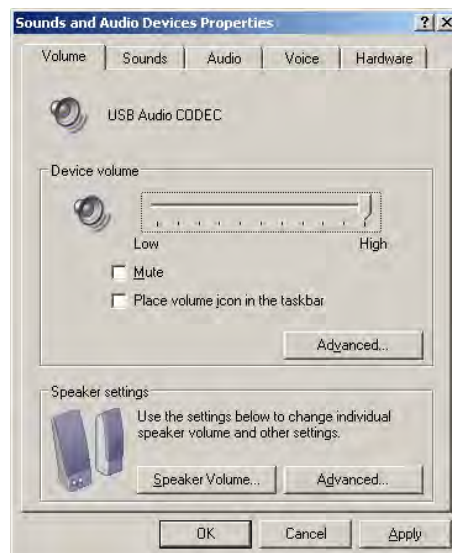 Sounds and Audio Devices Properties
Volume Sounds Audio Voice Hardware
USB Audio CODEC
Device volume
Low High
Mute
Place volume icon in the taskbar
Advanced...
Speaker settings
Use the settings below to change individual
speaker volume and other settings.
Speaker Volume... Advanced...
OK Cancel Apply